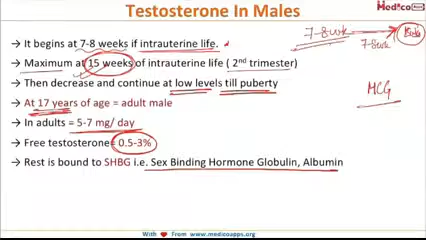 Testosterone In Males
Medico Apps
→ It begins at 7-8 weeks if intrauterine life.
7-8wk
7-8wk
Birth
→ Maximum at 15 weeks of intrauterine life ( 2nd trimester)
→ Then decrease and continue at low levels till puberty
MCQ
→ At 17 years of age = adult male
→ In adults = 5-7 mg/ day
→ Free testosterone= 0.5-3%
→ Rest is bound to SHBG i.e. Sex Binding Hormone Globulin, Albumin
With ❤ From www.medicoapps.org